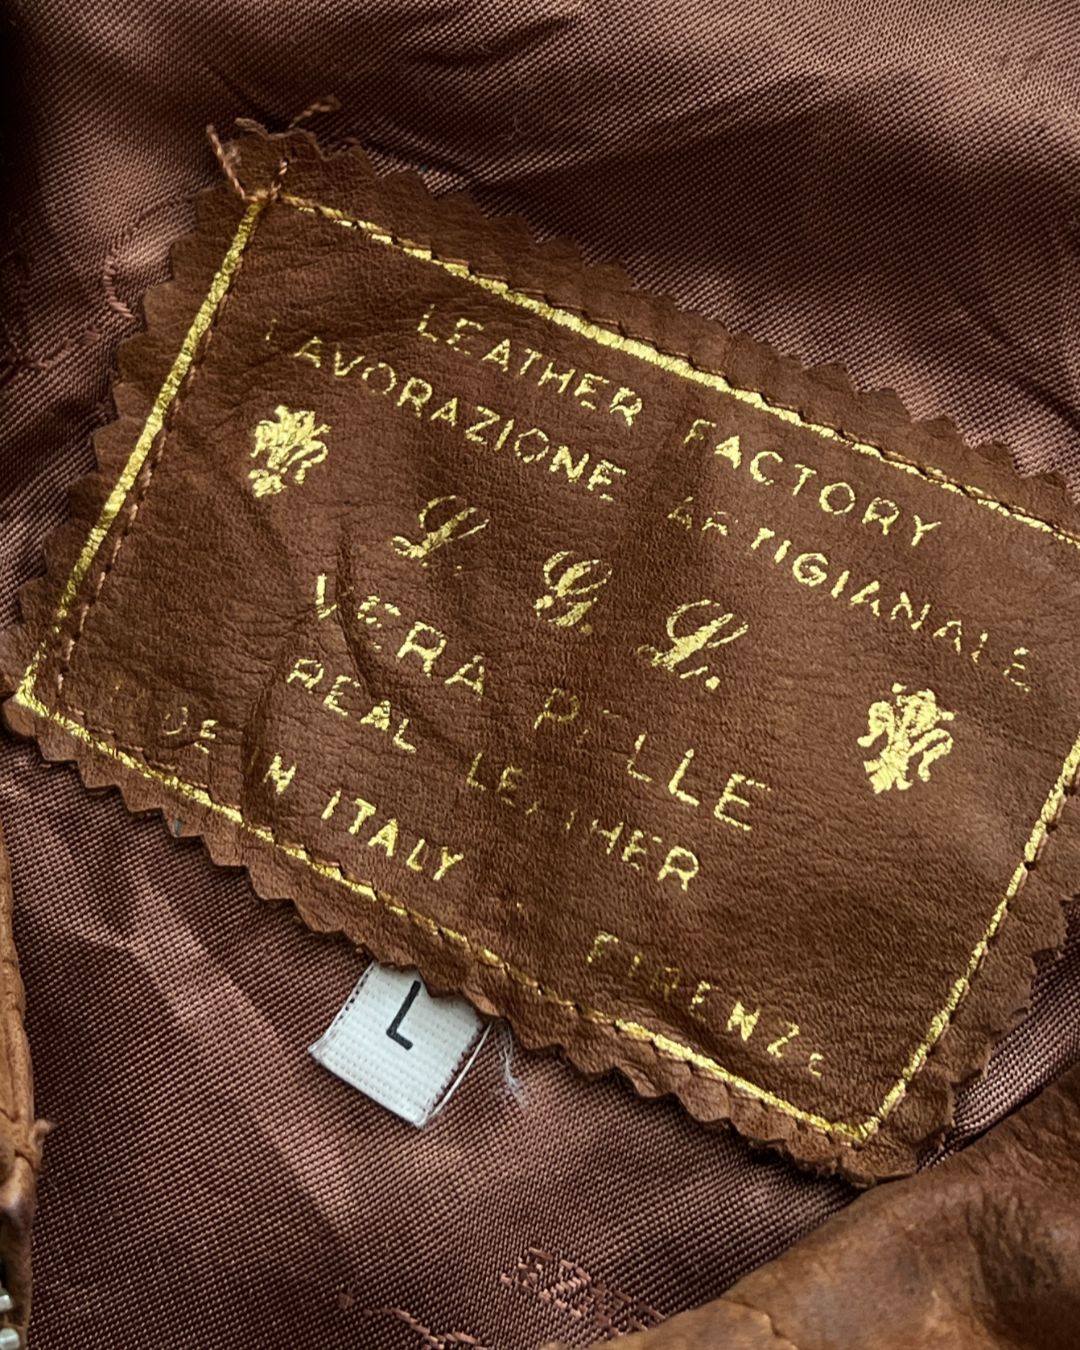 LEATHER FACTORY
LAVORAZIONE ARTIGIANALE
L. G. L.
VERA PELLE
REAL LEATHER
MADE IN ITALY
FIRENZE
L